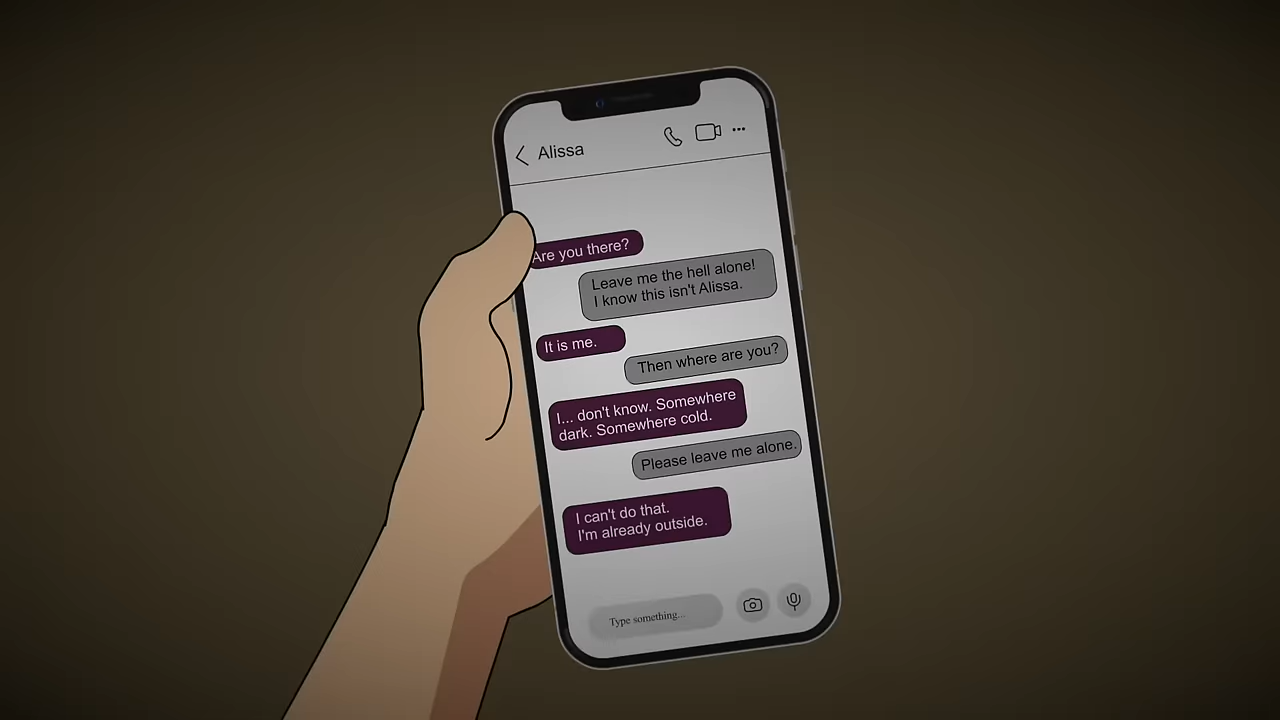 Alissa
Are you there?
Leave me the hell alone!
I know this isn't Alissa.
It is me.
Then where are you?
I... don't know. Somewhere
dark. Somewhere cold.
Please leave me alone.
I can't do that.
I'm already outside.
Type something...